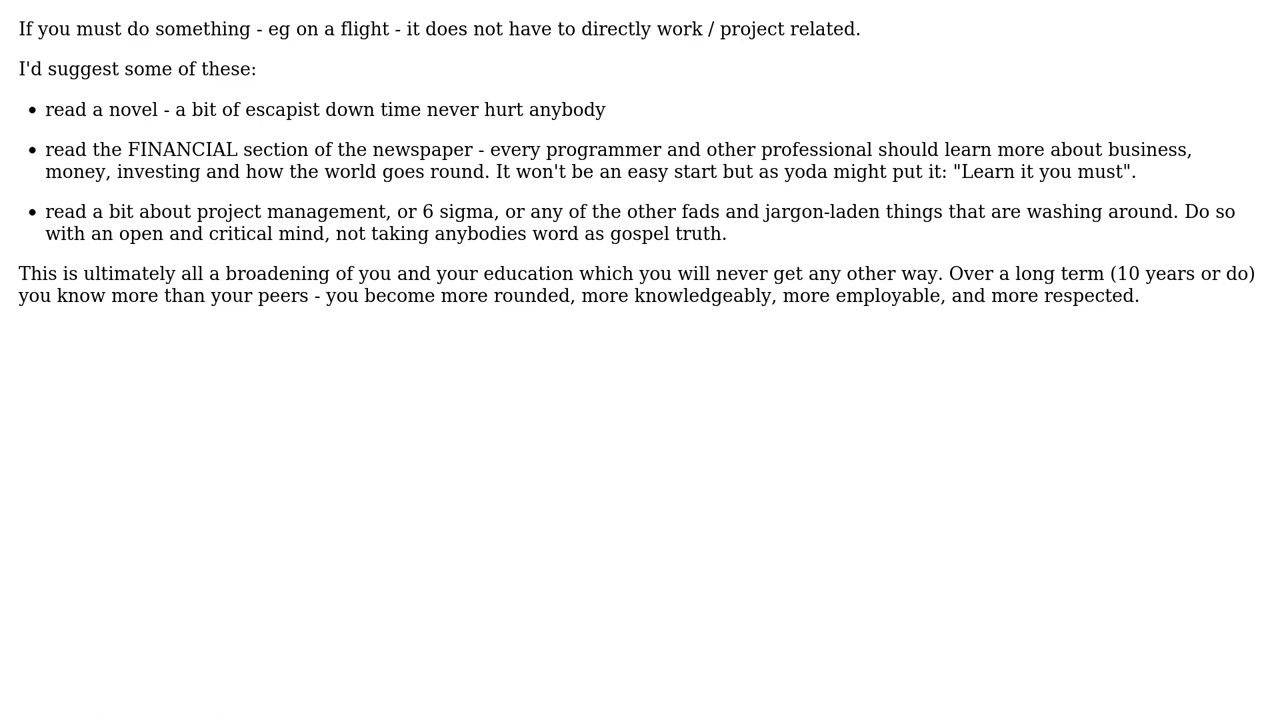 If you must do something - eg on a flight - it does not have to directly work / project related.
I'd suggest some of these:
• read a novel - a bit of escapist down time never hurt anybody
• read the FINANCIAL section of the newspaper - every programmer and other professional should learn more about business,
money, investing and how the world goes round. It won't be an easy start but as yoda might put it: "Learn it you must".
• read a bit about project management, or 6 sigma, or any of the other fads and jargon-laden things that are washing around. Do so
with an open and critical mind, not taking anybodies word as gospel truth.
This is ultimately all a broadening of you and your education which you will never get any other way. Over a long term (10 years or do)
you know more than your peers - you become more rounded, more knowledgeably, more employable, and more respected.